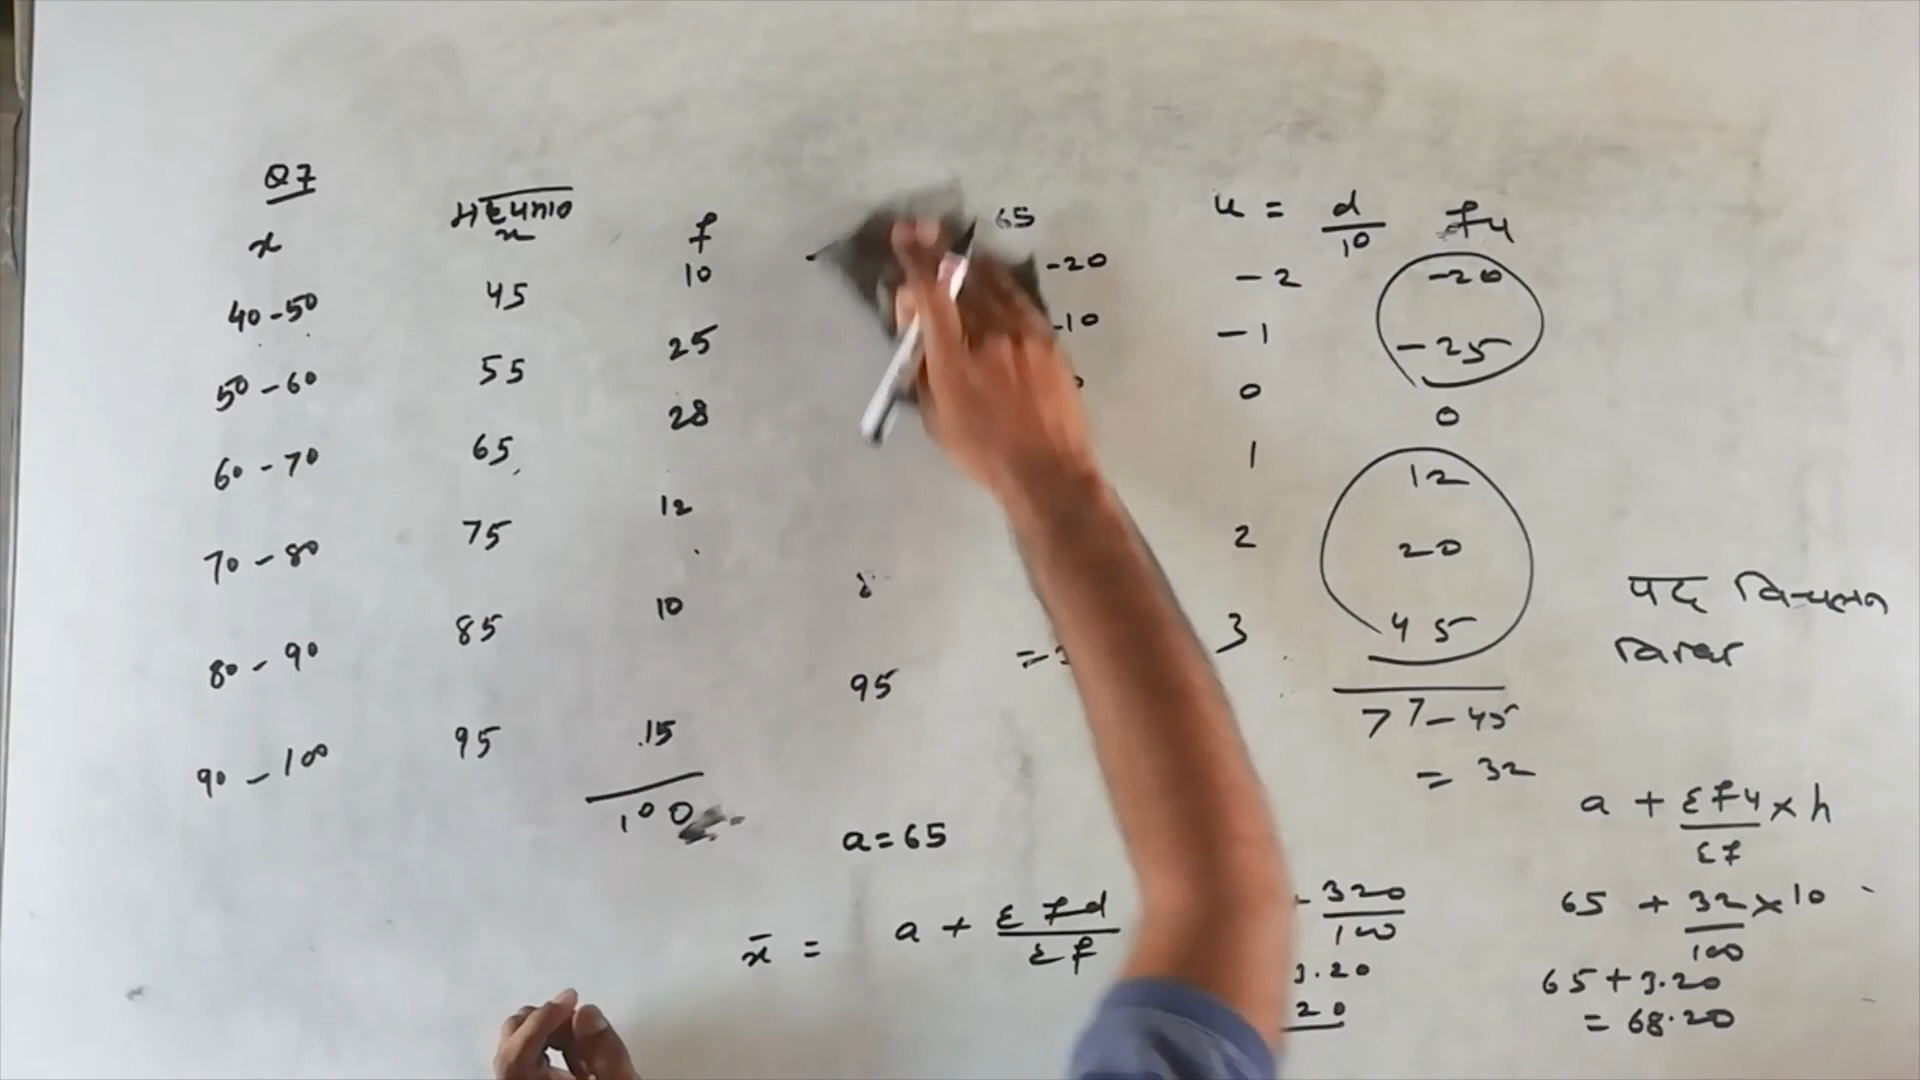 Q7
x मध्यमान x f 65 u = d/10 fu
40-50 45 10 -20 -2 -20
50-60 55 25 -10 -1 -25
60-70 65 28 0 0
70-80 75 12 1 12
80-90 85 10 2 20
90-100 95 15 95 3 45
100
77-45
= 32
पद विचलन
a = 65
x̄ = a + Σfd/Σf
320/100
3.20
20
a + Σfu/Σf × h
65 + 32/100 × 10
65 + 3.20
= 68.20